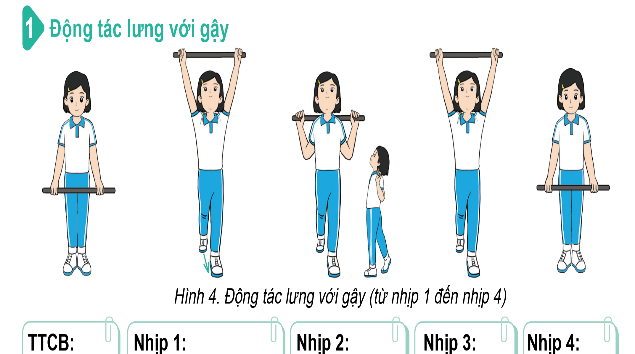 1 Động tác lưng với gậy
Hình 4. Động tác lưng với gậy (từ nhịp 1 đến nhịp 4)
TTCB: Nhịp 1: Nhịp 2: Nhịp 3: Nhịp 4: